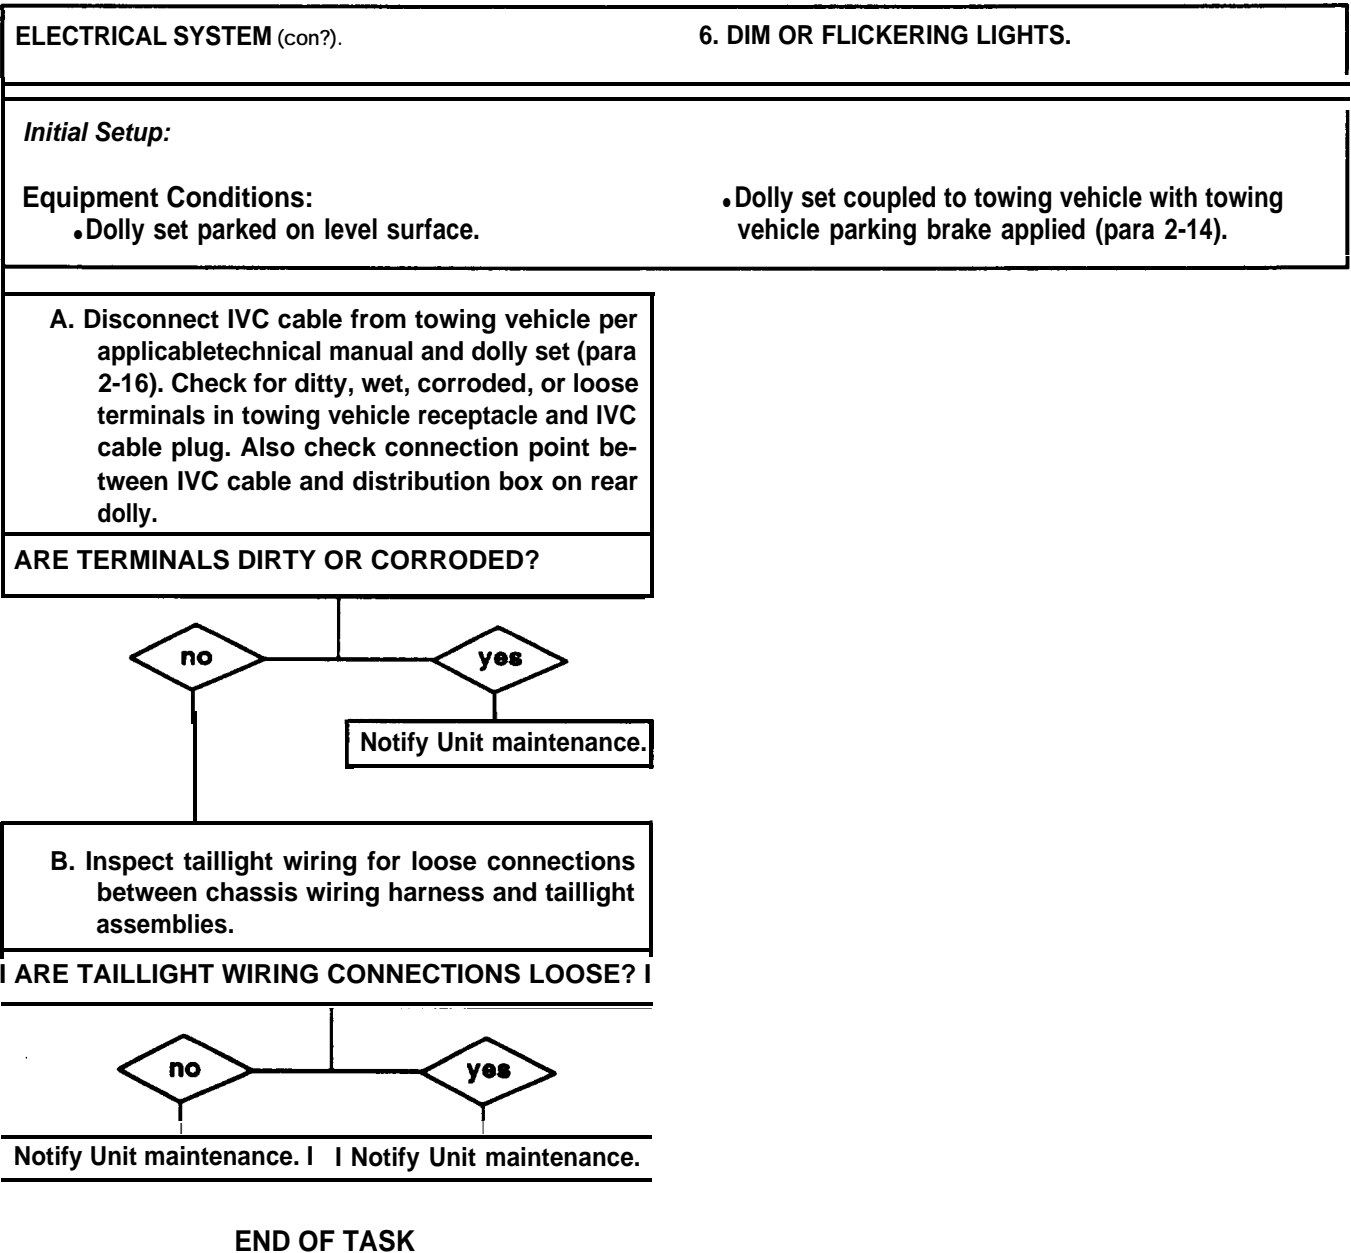 ELECTRICAL SYSTEM (con?).
6. DIM OR FLICKERING LIGHTS.
Initial Setup:
Equipment Conditions:
•Dolly set parked on level surface.
•Dolly set coupled to towing vehicle with towing
vehicle parking brake applied (para 2-14).
A. Disconnect IVC cable from towing vehicle per
applicabletechnical manual and dolly set (para
2-16). Check for ditty, wet, corroded, or loose
terminals in towing vehicle receptacle and IVC
cable plug. Also check connection point be-
tween IVC cable and distribution box on rear
dolly.
ARE TERMINALS DIRTY OR CORRODED?
no
yes
Notify Unit maintenance.
B. Inspect taillight wiring for loose connections
between chassis wiring harness and taillight
assemblies.
I ARE TAILLIGHT WIRING CONNECTIONS LOOSE? I
no
yes
Notify Unit maintenance. I I Notify Unit maintenance.
END OF TASK